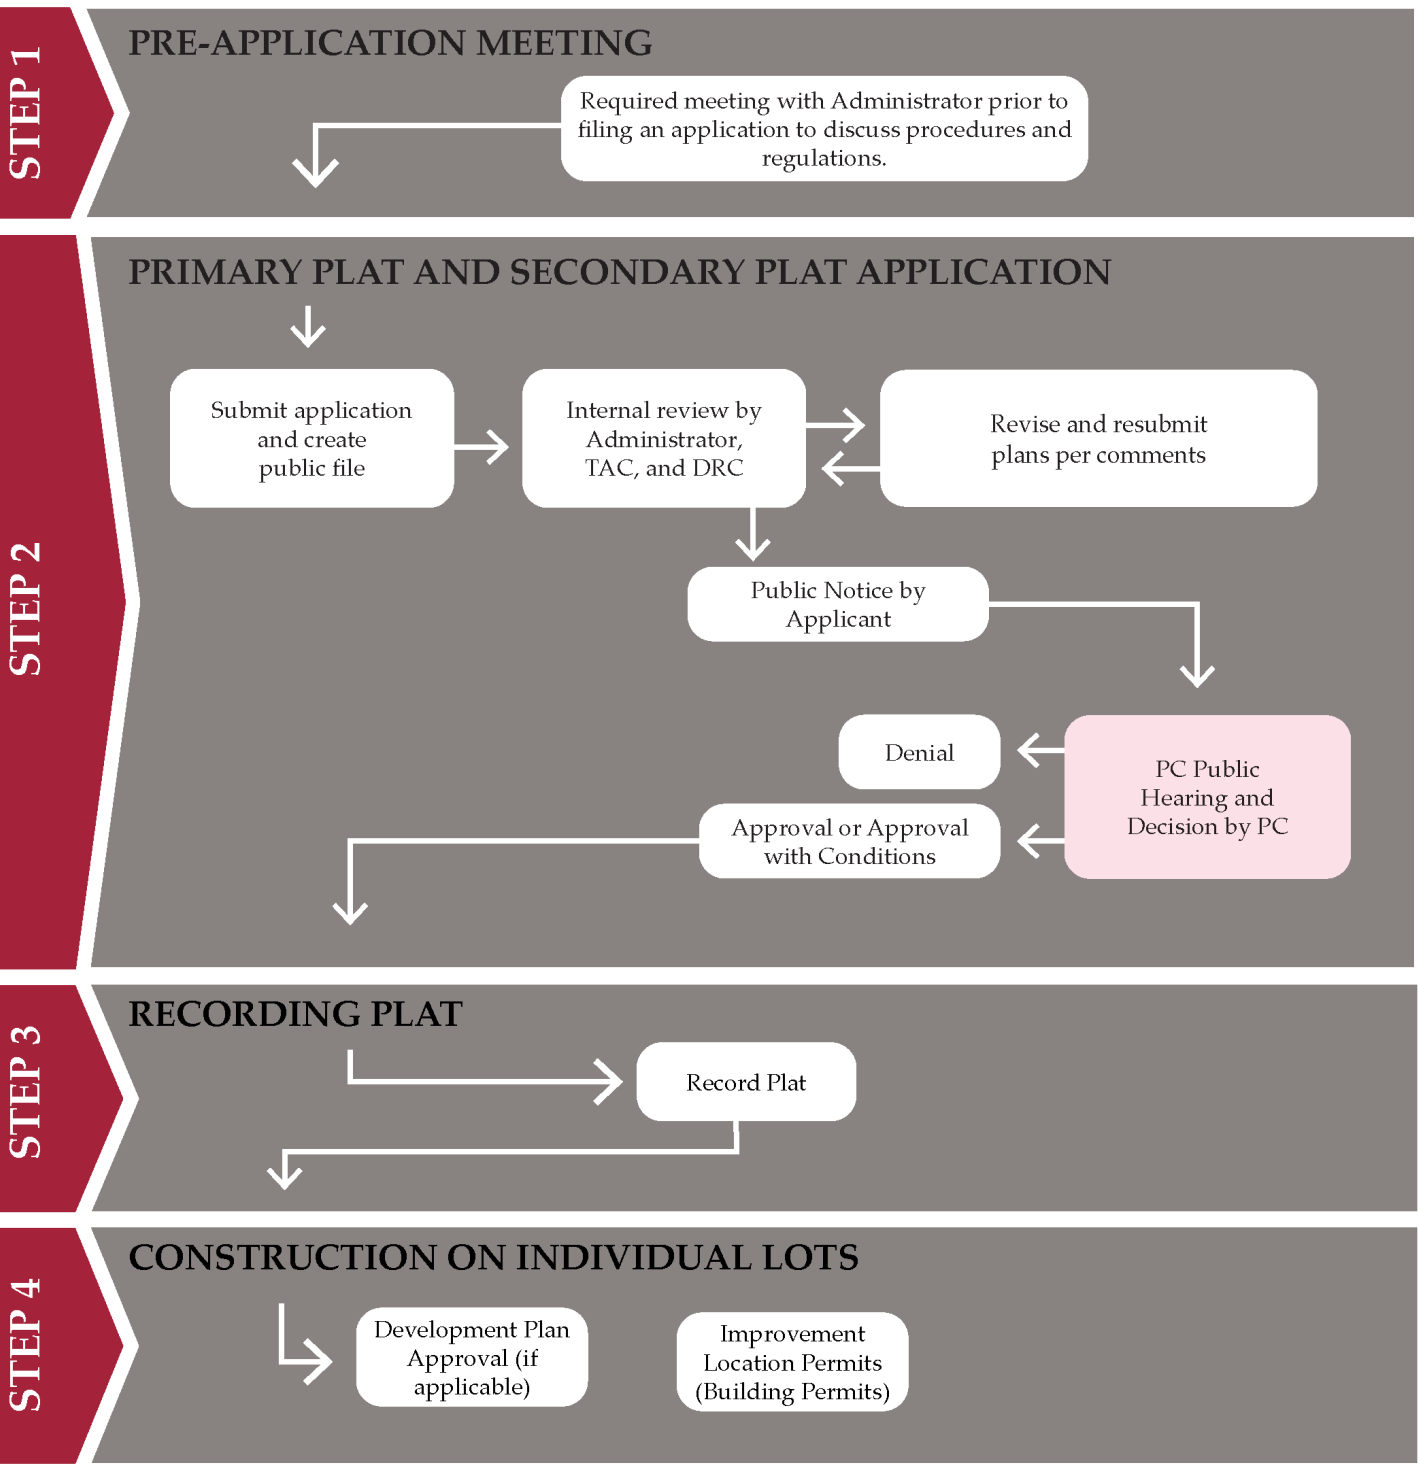 STEP 1
PRE-APPLICATION MEETING
Required meeting with Administrator prior to
filing an application to discuss procedures and
regulations.
STEP 2
PRIMARY PLAT AND SECONDARY PLAT APPLICATION
Submit application
and create
public file
Internal review by
Administrator,
TAC, and DRC
Revise and resubmit
plans per comments
Public Notice by
Applicant
PC Public
Hearing and
Decision by PC
Denial
Approval or Approval
with Conditions
STEP 3
RECORDING PLAT
Record Plat
STEP 4
CONSTRUCTION ON INDIVIDUAL LOTS
Development Plan
Approval (if
applicable)
Improvement
Location Permits
(Building Permits)